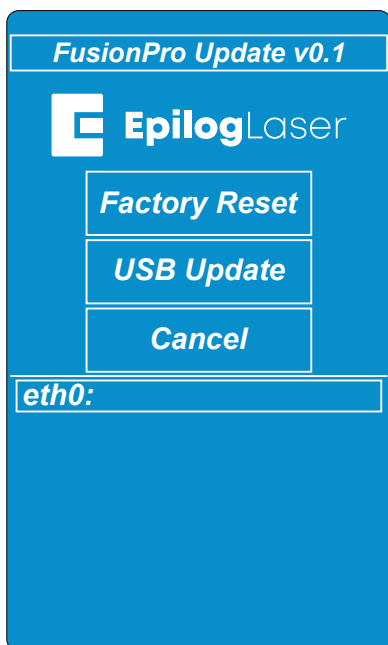 FusionPro Update v0.1
EpilogLaser
Factory Reset
USB Update
Cancel
eth0: